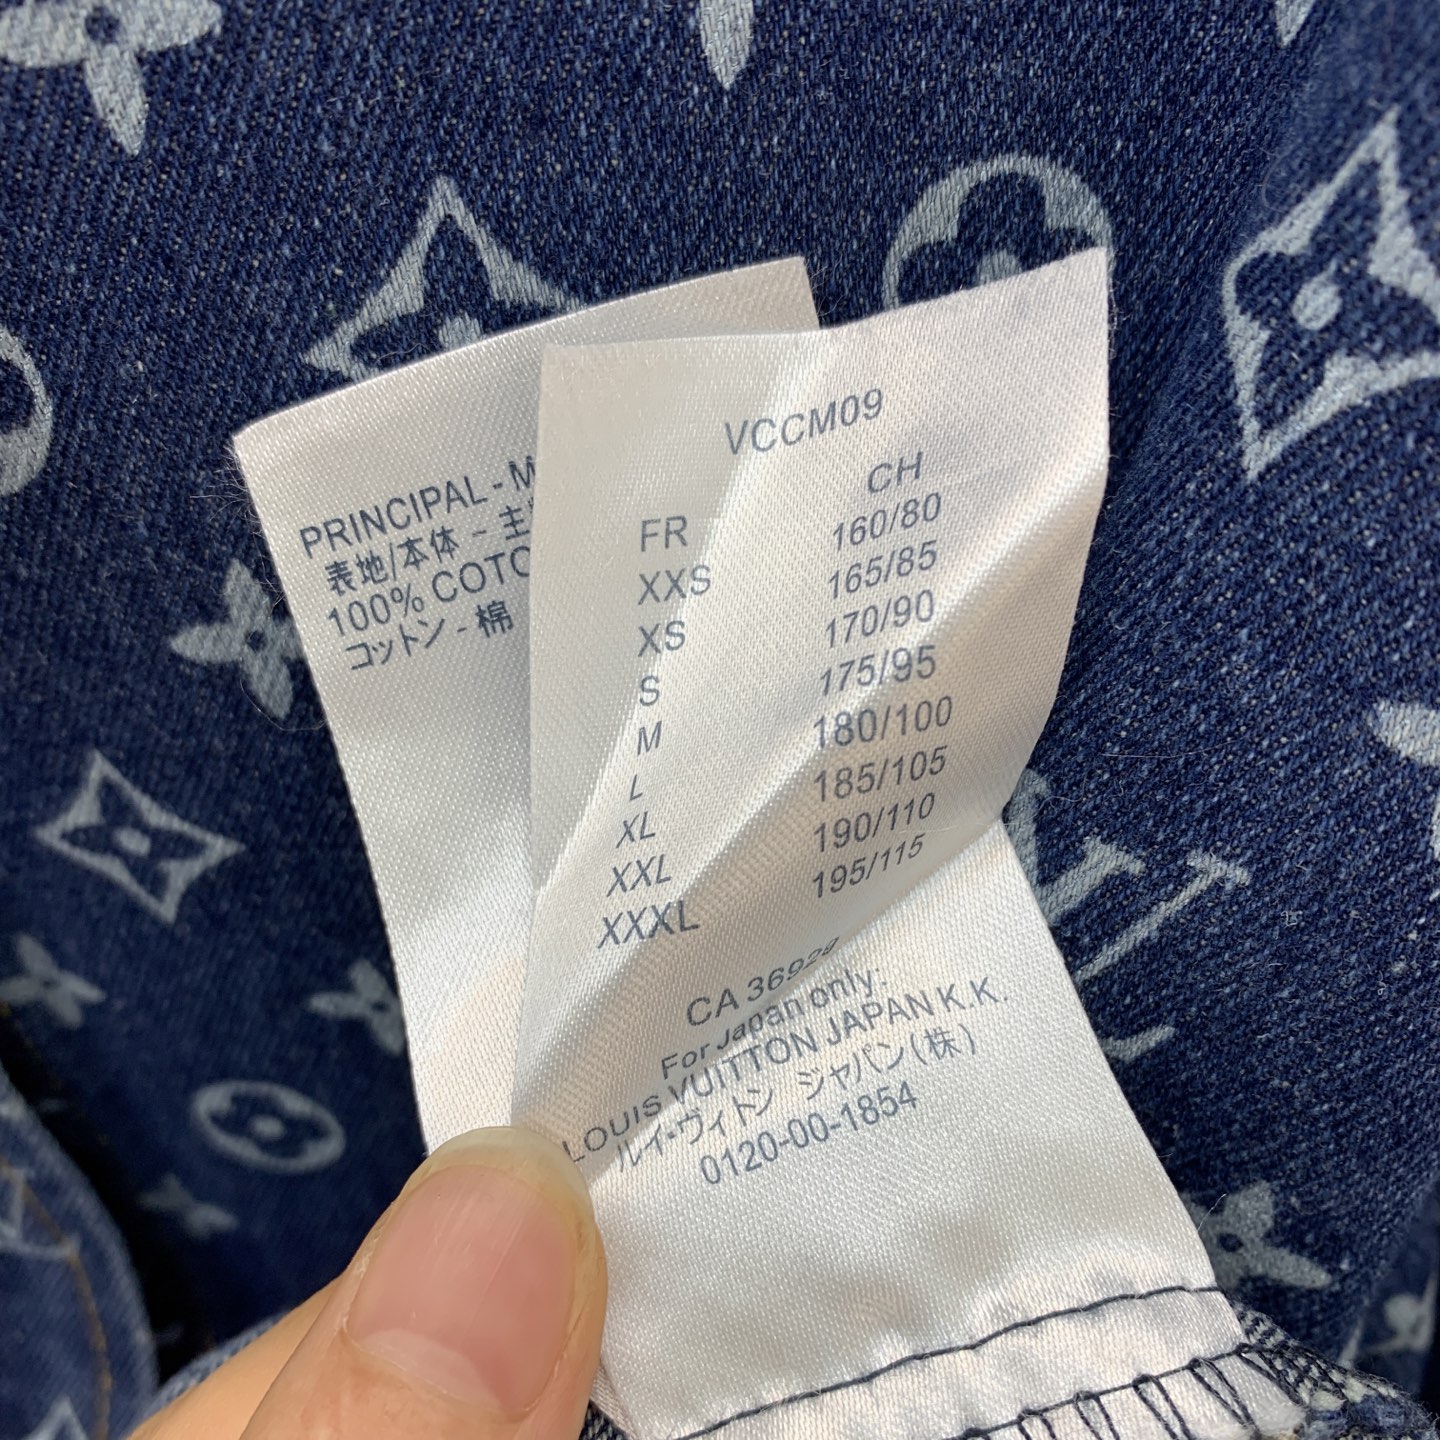 PRINCIPAL - M
表地/本体 - 主
100% COTO
コットン - 棉
VCCM09
FR CH
XXS 160/80
XS 165/85
S 170/90
M 175/95
L 180/100
XL 185/105
XXL 190/110
XXXL 195/115
CA 36929
For Japan only:
LOUIS VUITTON JAPAN K.K.
ルイ・ヴィトン ジャパン(株)
0120-00-1854
LV